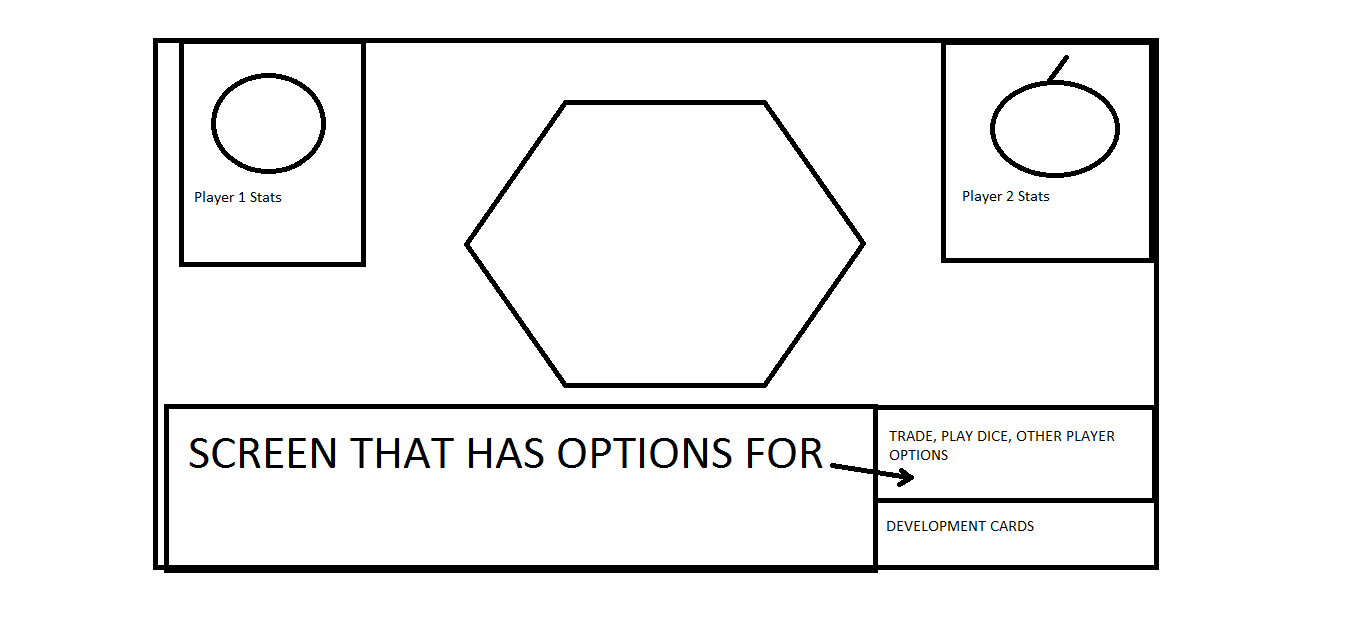 Player 1 Stats
Player 2 Stats
SCREEN THAT HAS OPTIONS FOR
TRADE, PLAY DICE, OTHER PLAYER
OPTIONS
DEVELOPMENT CARDS